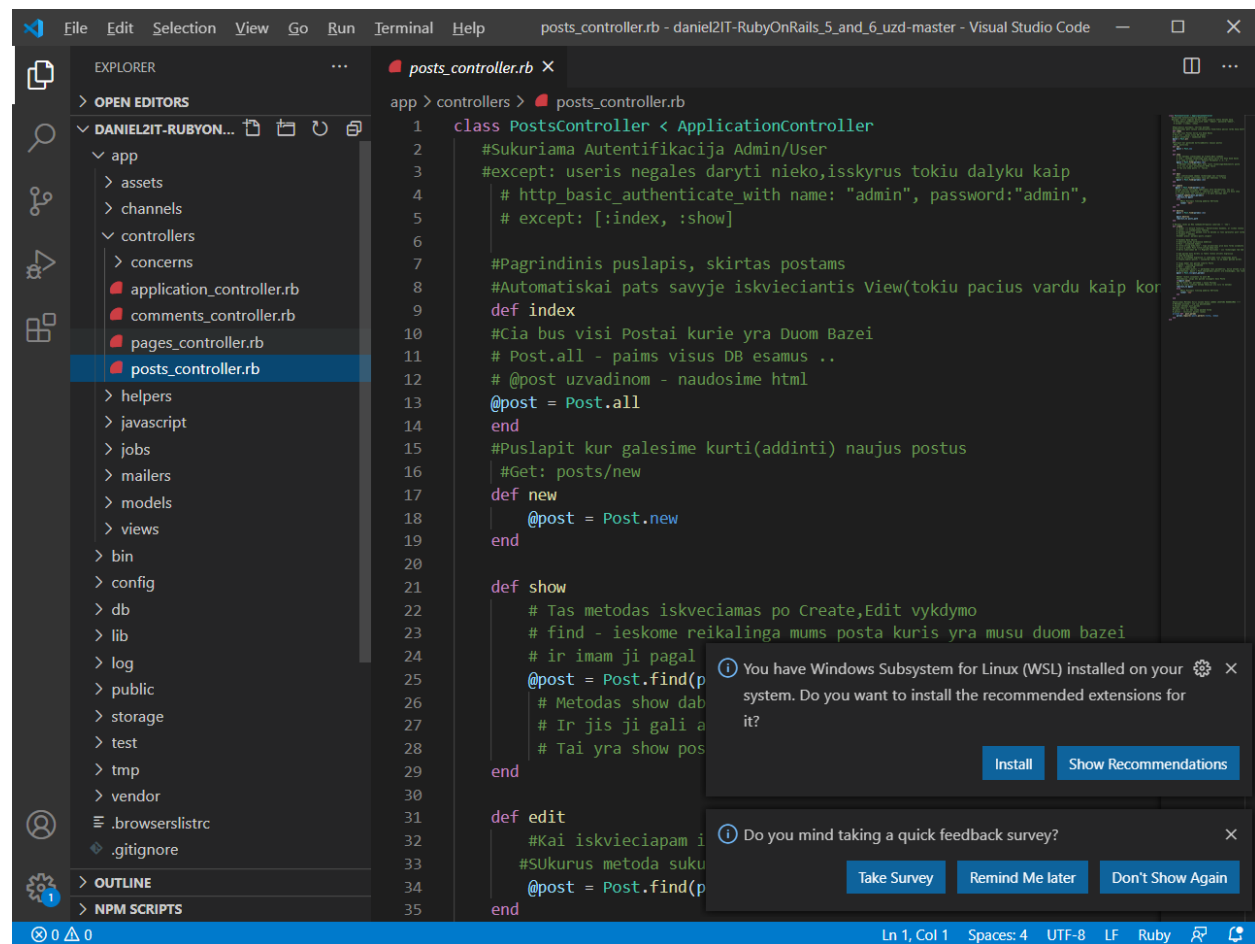 File Edit Selection View Go Run Terminal Help posts_controller.rb - daniel2IT-RubyOnRails_5_and_6_uzd-master - Visual Studio Code
EXPLORER
OPEN EDITORS
DANIEL2IT-RUBYON...
app
assets
channels
controllers
concerns
application_controller.rb
comments_controller.rb
pages_controller.rb
posts_controller.rb
helpers
javascript
jobs
mailers
models
views
bin
config
db
lib
log
public
storage
test
tmp
vendor
.browserslistrc
.gitignore
OUTLINE
NPM SCRIPTS
1
posts_controller.rb
app > controllers > posts_controller.rb
1 class PostsController < ApplicationController
2 #Sukuriama Autentifikacija Admin/User
3 #except: useris negales daryti nieko,isskyrus tokiu dalyku kaip
4 # http_basic_authenticate_with name: "admin", password:"admin",
5 # except: [:index, :show]
6
7 #Pagrindinis puslapis, skirtas postams
8 #Automatiskai pats savyje iskvieciantis View(tokiu pacius vardu kaip kon
9 def index
10 #Cia bus visi Postai kurie yra Duom Bazei
11 # Post.all - paims visus DB esamus ..
12 # @post uzvadinom - naudosime html
13 @post = Post.all
14 end
15 #Puslapit kur galesime kurti(addinti) naujus postus
16 #Get: posts/new
17 def new
18 @post = Post.new
19 end
20
21 def show
22 # Tas metodas iskveciamas po Create,Edit vykdymo
23 # find - ieskome reikalinga mums posta kuris yra musu duom bazei
24 # ir imam ji pagal
25 @post = Post.find(p
26 # Metodas show dab
27 # Ir jis ji gali a
28 # Tai yra show pos
29 end
30
31 def edit
32 #Kai iskvieciapam i
33 #SUkurus metoda suku
34 @post = Post.find(p
35 end
You have Windows Subsystem for Linux (WSL) installed on your
system. Do you want to install the recommended extensions for
it?
Install Show Recommendations
Do you mind taking a quick feedback survey?
Take Survey Remind Me later Don't Show Again
0 0 Ln 1, Col 1 Spaces: 4 UTF-8 LF Ruby